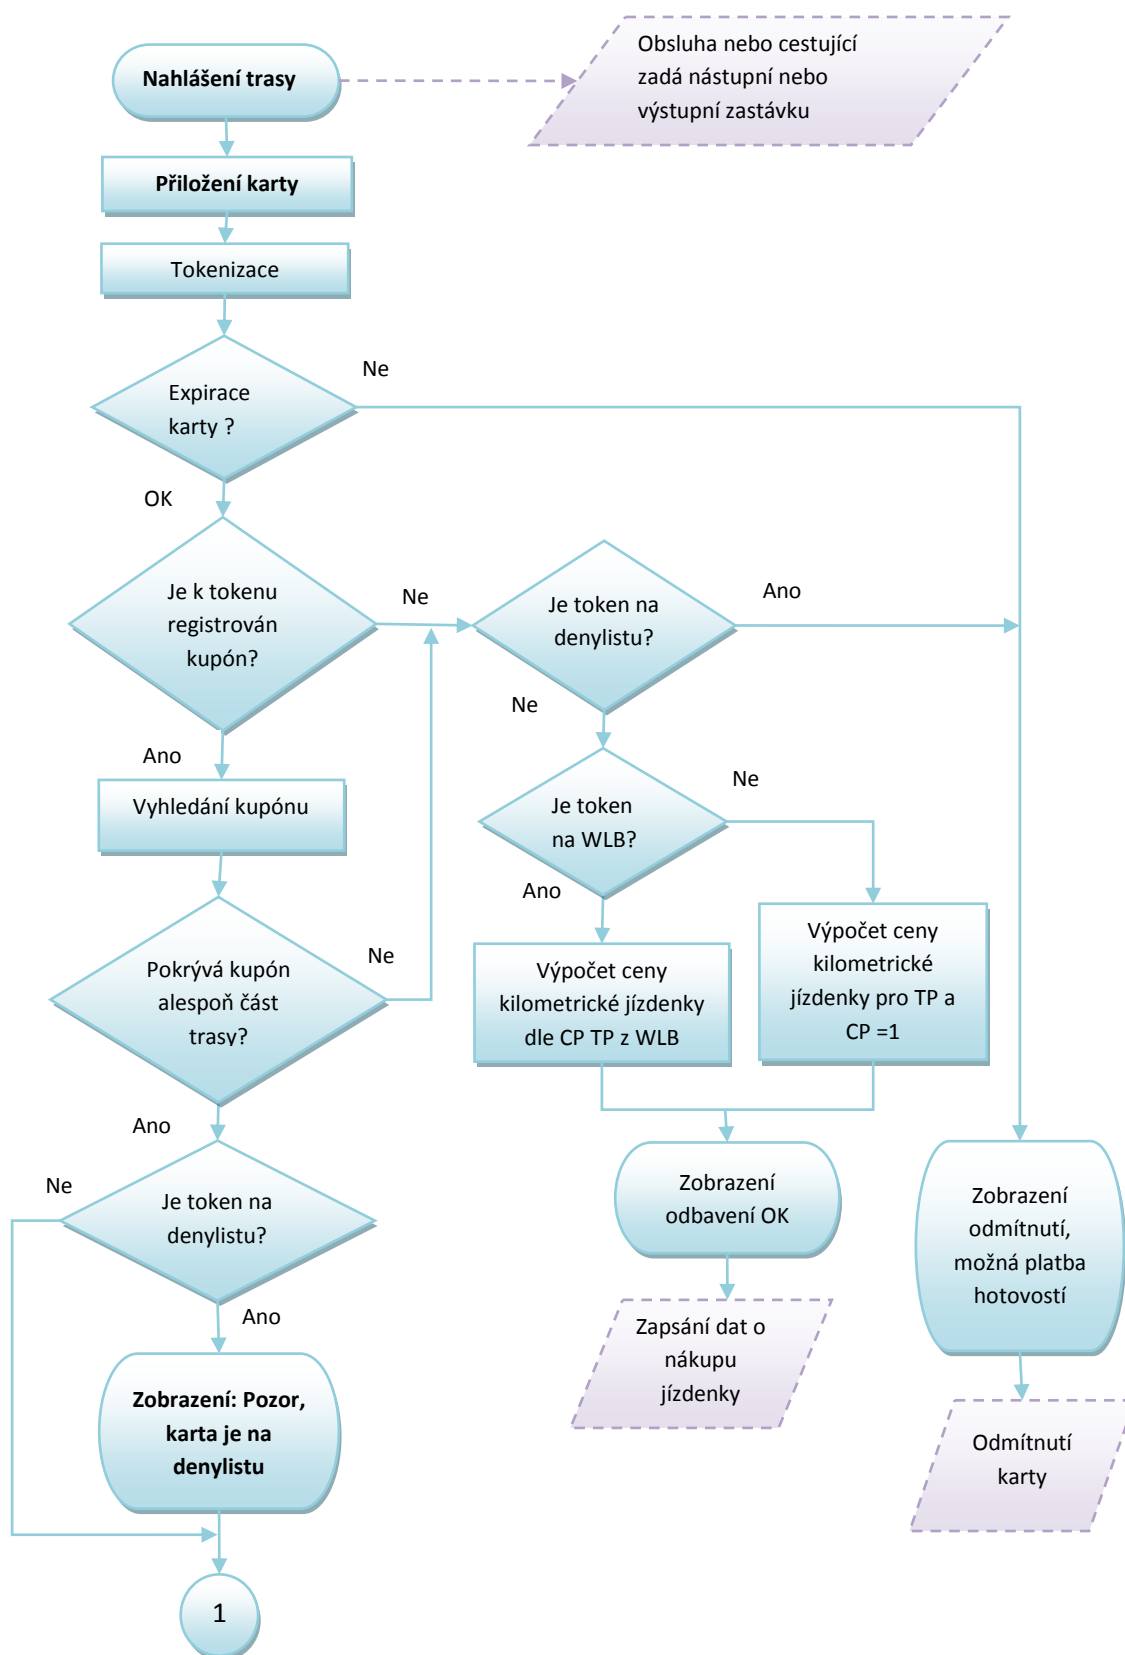 Nahlášení trasy
Obsluha nebo cestující
zadá nástupní nebo
výstupní zastávku
Přiložení karty
Tokenizace
Expirace
karty ?
Ne
OK
Je k tokenu
registrován
kupón?
Ne
Je token na
denylistu?
Ano
Ne
Ano
Vyhledání kupónu
Je token
na WLB?
Ne
Ano
Pokrývá kupón
alespoň část
trasy?
Ne
Výpočet ceny
kilometrické jízdenky
dle CP TP z WLB
Výpočet ceny
kilometrické
jízdenky pro TP a
CP =1
Ano
Ne
Je token na
denylistu?
Ano
Zobrazení
odbavení OK
Zobrazení
odmítnutí,
možná platba
hotovostí
Zobrazení: Pozor,
karta je na
denylistu
Zapsání dat o
nákupu
jízdenky
Odmítnutí
karty
1